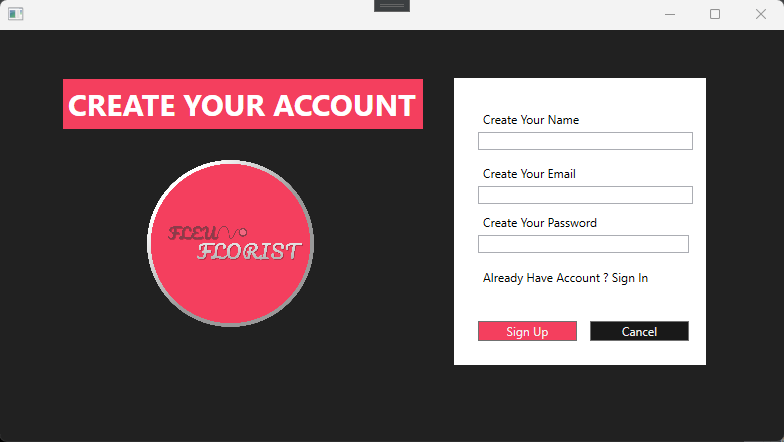 CREATE YOUR ACCOUNT
FLEU
FLORIST
Create Your Name
Create Your Email
Create Your Password
Already Have Account ? Sign In
Sign Up
Cancel